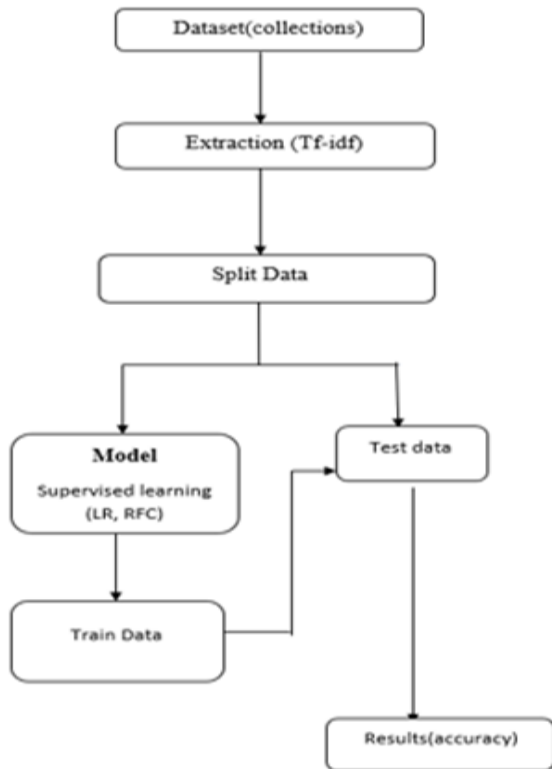 Dataset(collections)
Extraction (Tf-idf)
Split Data
Model
Supervised learning
(LR, RFC)
Test data
Train Data
Results(accuracy)